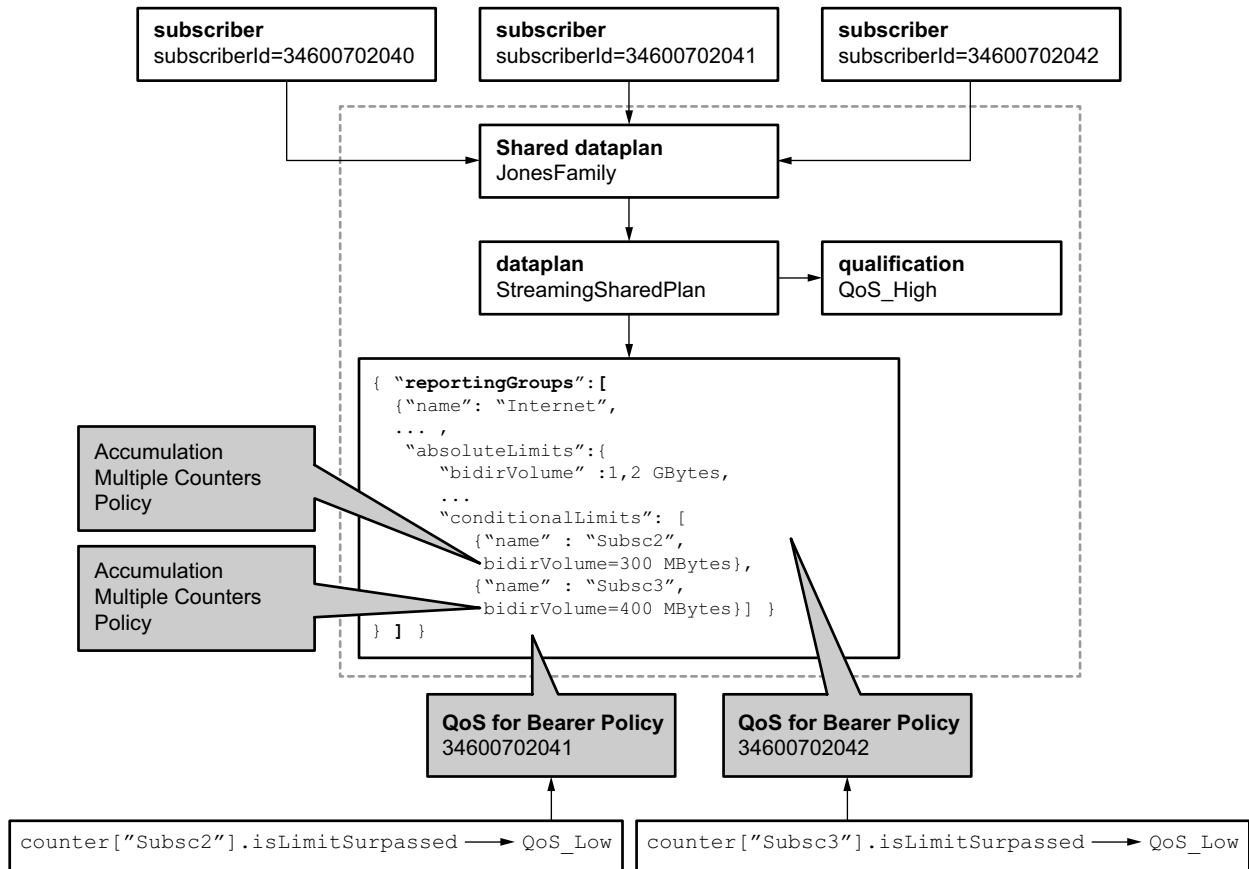 subscriber
subscriberId=34600702040
subscriber
subscriberId=34600702041
subscriber
subscriberId=34600702042
Shared dataplan
JonesFamily
dataplan
StreamingSharedPlan
qualification
QoS_High
{ “reportingGroups”:[
{“name”: “Internet”,
... ,
“absoluteLimits”:{
“bidirVolume” :1,2 GBytes,
...
“conditionalLimits”: [
{“name” : “Subsc2”,
bidirVolume=300 MBytes},
{“name” : “Subsc3”,
bidirVolume=400 MBytes}] }
} ] }
Accumulation
Multiple Counters
Policy
Accumulation
Multiple Counters
Policy
QoS for Bearer Policy
34600702041
QoS for Bearer Policy
34600702042
counter[”Subsc2”].isLimitSurpassed → QoS_Low
counter[”Subsc3”].isLimitSurpassed → QoS_Low